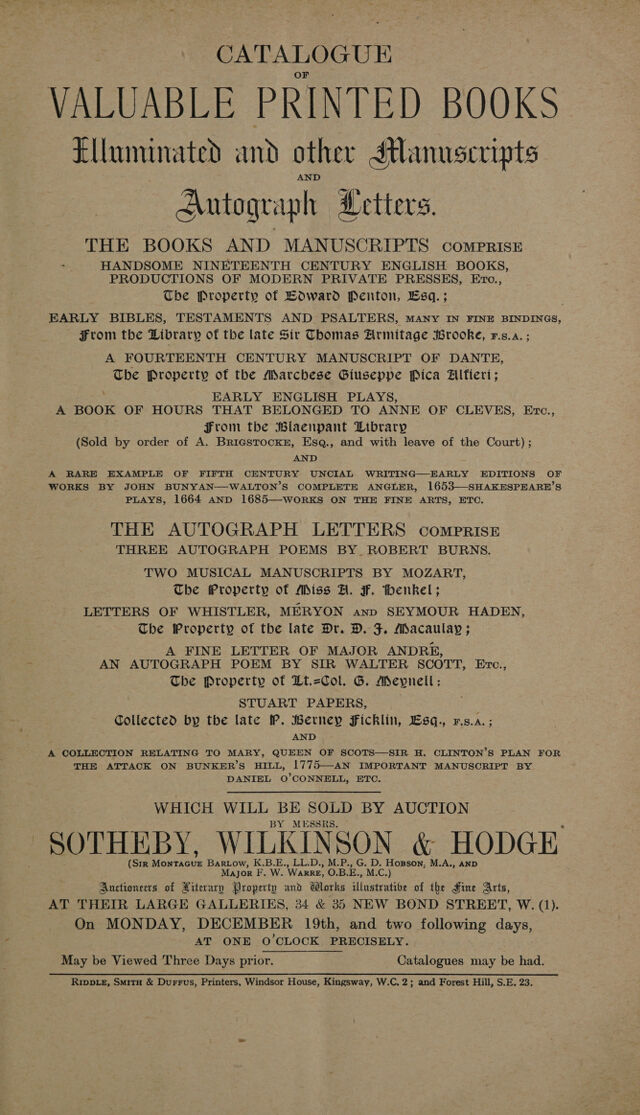 CATALOGUE
OF
VALUABLE PRINTED BOOKS
Illuminated and other Manuscripts
AND
Autograph Letters.
THE BOOKS AND MANUSCRIPTS COMPRISE
HANDSOME NINETEENTH CENTURY ENGLISH BOOKS,
PRODUCTIONS OF MODERN PRIVATE PRESSES, ETC.,
The Property of Edward Penton, Esq.;
EARLY BIBLES, TESTAMENTS AND PSALTERS, MANY IN FINE BINDINGS,
From the Library of the late Sir Thomas Armitage Brooke, F.S.A.;
A FOURTEENTH CENTURY MANUSCRIPT OF DANTE,
The Property of the Marchese Giuseppe Pica Alfieri;
EARLY ENGLISH PLAYS,
A BOOK OF HOURS THAT BELONGED TO ANNE OF CLEVES, ETC.,
From the Blaenpant Library
(Sold by order of A. BRIGSTOCKE, ESQ., and with leave of the Court);
AND
A RARE EXAMPLE OF FIFTH CENTURY UNCIAL WRITING—EARLY EDITIONS OF
WORKS BY JOHN BUNYAN—WALTON'S COMPLETE ANGLER, 1653—SHAKESPEARE'S
PLAYS, 1664 AND 1685—WORKS ON THE FINE ARTS, ETC.
THE AUTOGRAPH LETTERS COMPRISE
THREE AUTOGRAPH POEMS BY ROBERT BURNS.
TWO MUSICAL MANUSCRIPTS BY MOZART,
The Property of Miss A. F. Henkel;
LETTERS OF WHISTLER, MÉRYON AND SEYMOUR HADEN,
The Property of the late Dr. D. J. Macaulay;
A FINE LETTER OF MAJOR ANDRÉ,
AN AUTOGRAPH POEM BY SIR WALTER SCOTT, ETC.,
The Property of Lt.=Col. G. Meynell;
STUART PAPERS,
Collected by the late P. Berney Ficklin, Esq., F.S.A.;
AND
A COLLECTION RELATING TO MARY, QUEEN OF SCOTS—SIR H. CLINTON'S PLAN FOR
THE ATTACK ON BUNKER'S HILL, 1775—AN IMPORTANT MANUSCRIPT BY
DANIEL O'CONNELL, ETC.
WHICH WILL BE SOLD BY AUCTION
BY MESSRS.
SOTHEBY, WILKINSON & HODGE
(SIR MONTAGUE BARLOW, K.B.E., LL.D., M.P., G. D. HOBSON, M.A., AND
MAJOR F. W. WARRE, O.B.E., M.C.)
Auctioneers of Literary Property and Works illustrative of the Fine Arts,
AT THEIR LARGE GALLERIES, 34 & 35 NEW BOND STREET, W. (1).
On MONDAY, DECEMBER 19th, and two following days,
AT ONE O'CLOCK PRECISELY.
May be Viewed Three Days prior. Catalogues may be had.
RIDDLE, SMITH & DUFFUS, Printers, Windsor House, Kingsway, W.C. 2; and Forest Hill, S.E. 23.